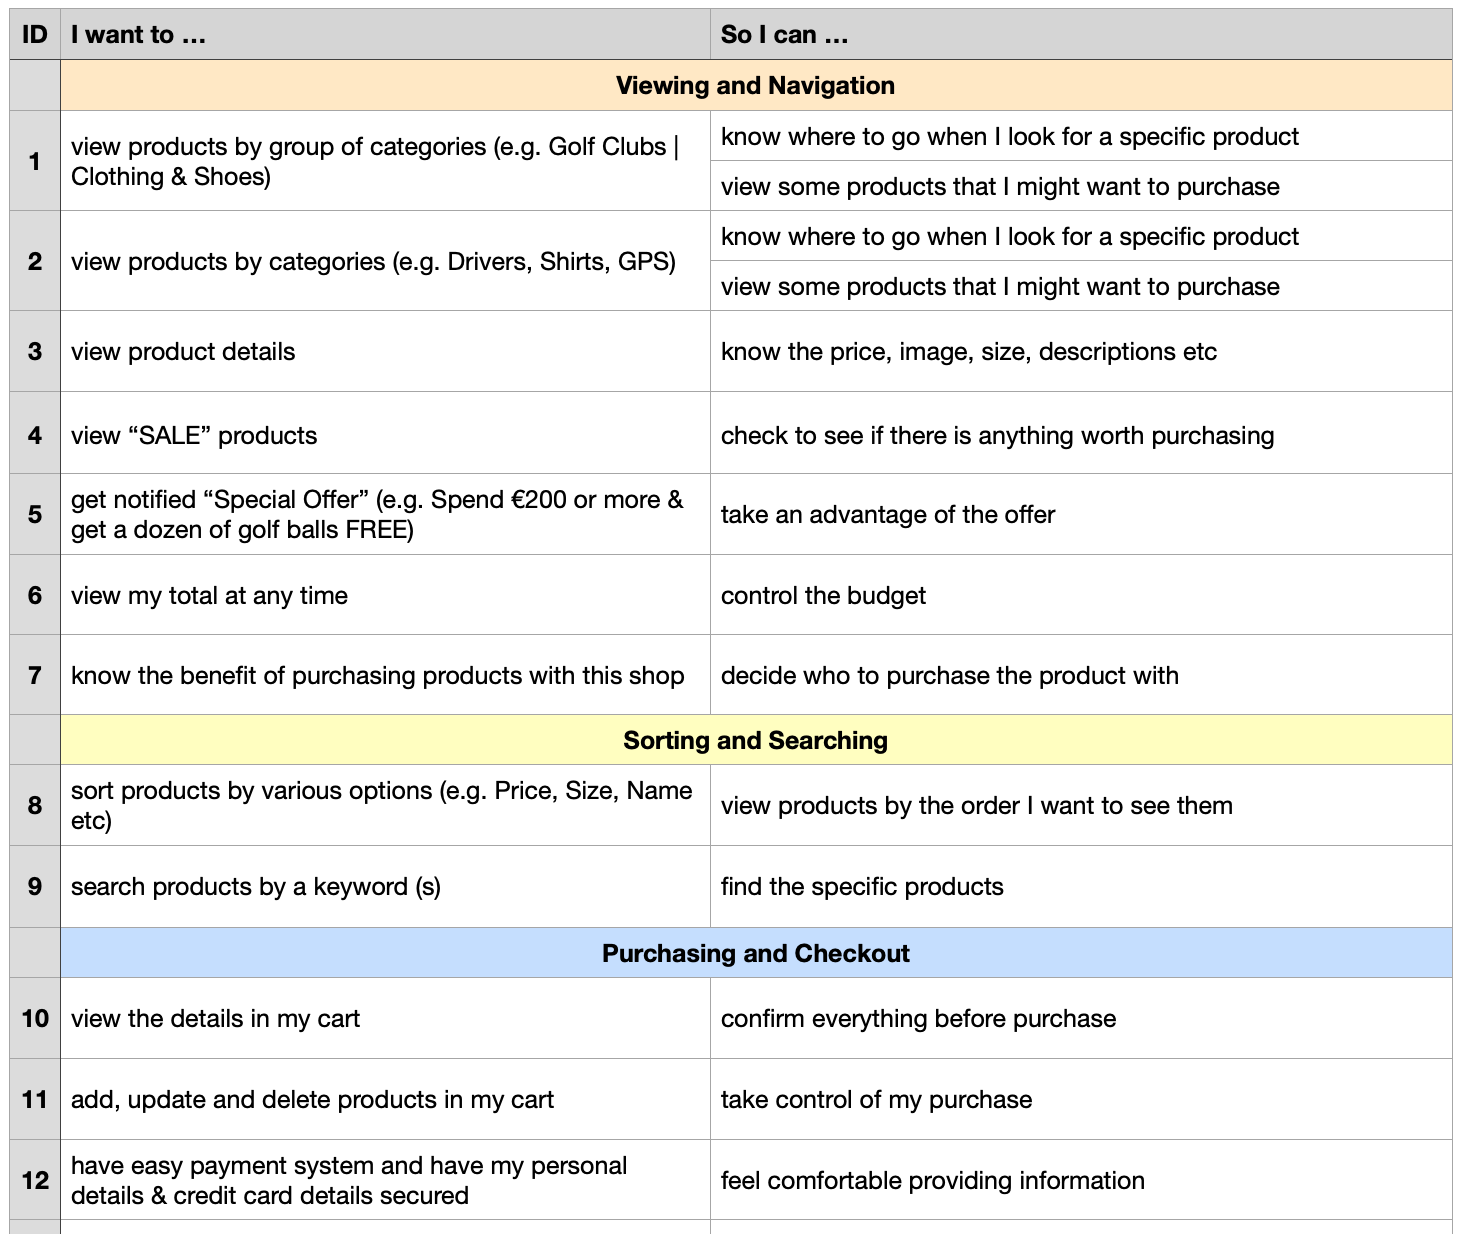 ID I want to … So I can …
Viewing and Navigation
1 view products by group of categories (e.g. Golf Clubs |
Clothing & Shoes)
know where to go when I look for a specific product
view some products that I might want to purchase
2 view products by categories (e.g. Drivers, Shirts, GPS)
know where to go when I look for a specific product
view some products that I might want to purchase
3 view product details know the price, image, size, descriptions etc
4 view “SALE” products check to see if there is anything worth purchasing
5 get notified “Special Offer” (e.g. Spend €200 or more &
get a dozen of golf balls FREE)
take an advantage of the offer
6 view my total at any time control the budget
7 know the benefit of purchasing products with this shop decide who to purchase the product with
Sorting and Searching
8 sort products by various options (e.g. Price, Size, Name
etc)
view products by the order I want to see them
9 search products by a keyword (s) find the specific products
Purchasing and Checkout
10 view the details in my cart confirm everything before purchase
11 add, update and delete products in my cart take control of my purchase
12 have easy payment system and have my personal
details & credit card details secured
feel comfortable providing information